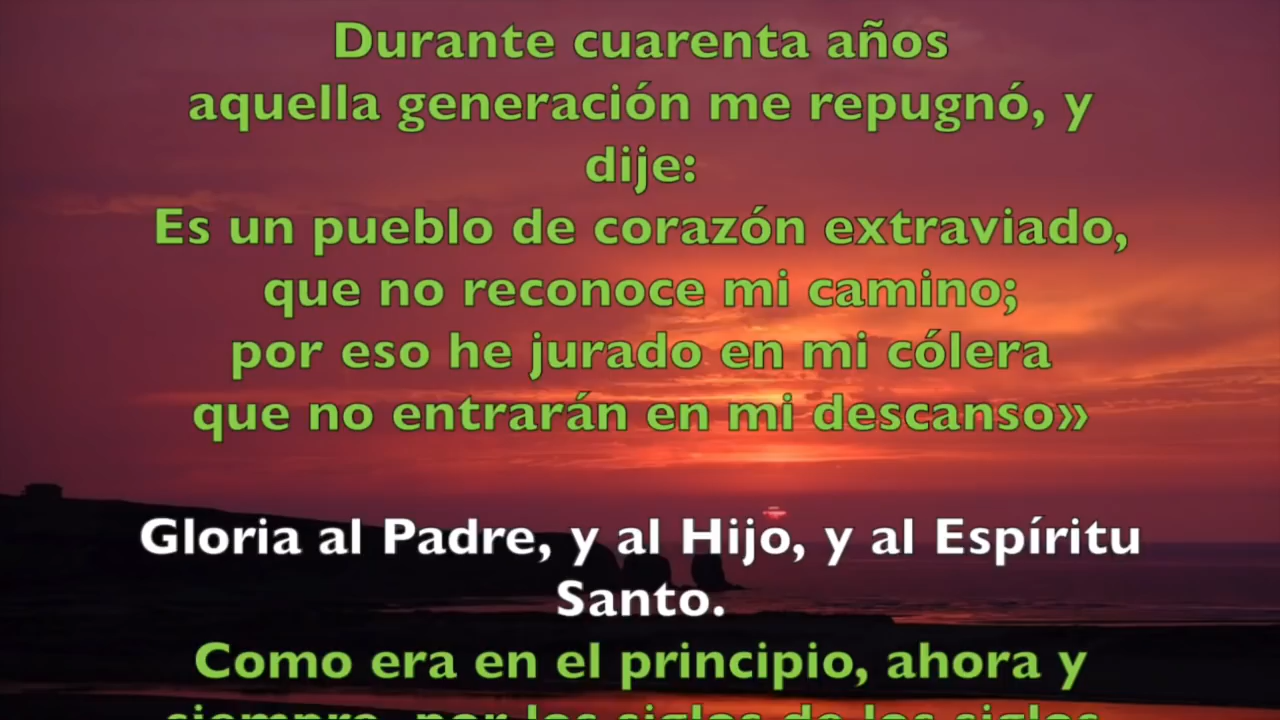 Durante cuarenta años
aquella generación me repugnó, y
dije:
Es un pueblo de corazón extraviado,
que no reconoce mi camino;
por eso he jurado en mi cólera
que no entrarán en mi descanso»
Gloria al Padre, y al Hijo, y al Espíritu
Santo.
Como era en el principio, ahora y
siempre, por los siglos de los siglos